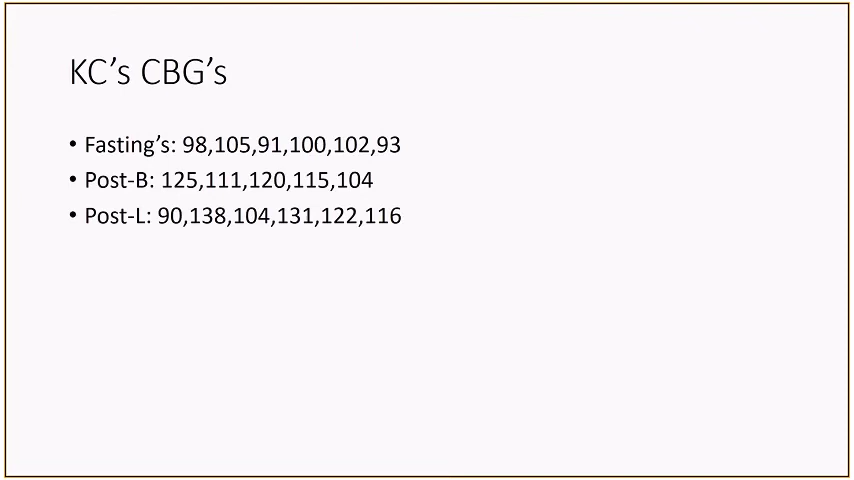 KC’s CBG’s
• Fasting’s: 98,105,91,100,102,93
• Post-B: 125,111,120,115,104
• Post-L: 90,138,104,131,122,116